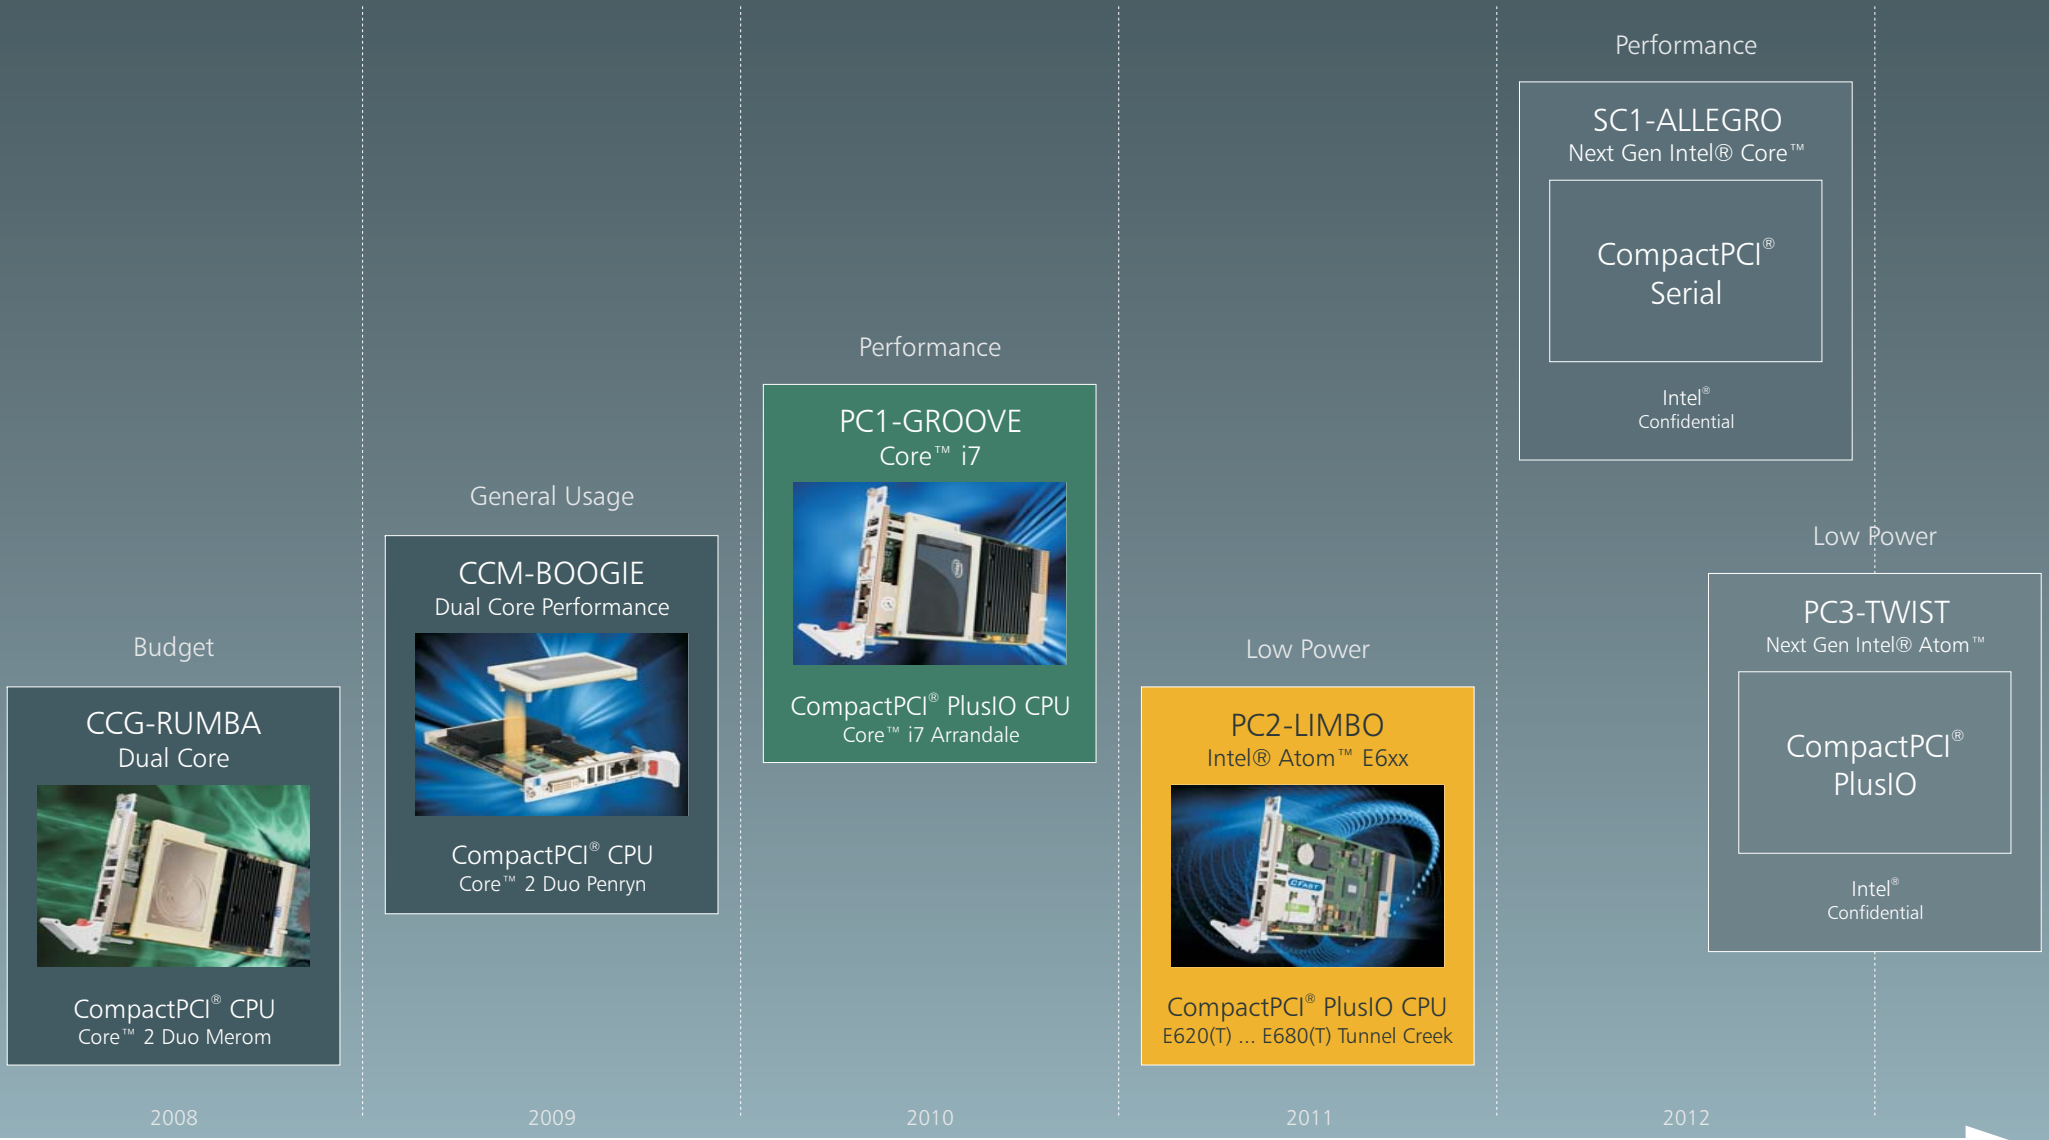 Budget
CCG-RUMBA
Dual Core
CompactPCI® CPU
Core™ 2 Duo Merom
2008
General Usage
CCM-BOOGIE
Dual Core Performance
CompactPCI® CPU
Core™ 2 Duo Penryn
2009
Performance
PC1-GROOVE
Core™ i7
CompactPCI® PlusIO CPU
Core™ i7 Arrandale
2010
Low Power
PC2-LIMBO
Intel® Atom™ E6xx
CFAST
CompactPCI® PlusIO CPU
E620(T) ... E680(T) Tunnel Creek
2011
Performance
SC1-ALLEGRO
Next Gen Intel® Core™
CompactPCI®
Serial
Intel®
Confidential
2012
Low Power
PC3-TWIST
Next Gen Intel® Atom™
CompactPCI®
PlusIO
Intel®
Confidential